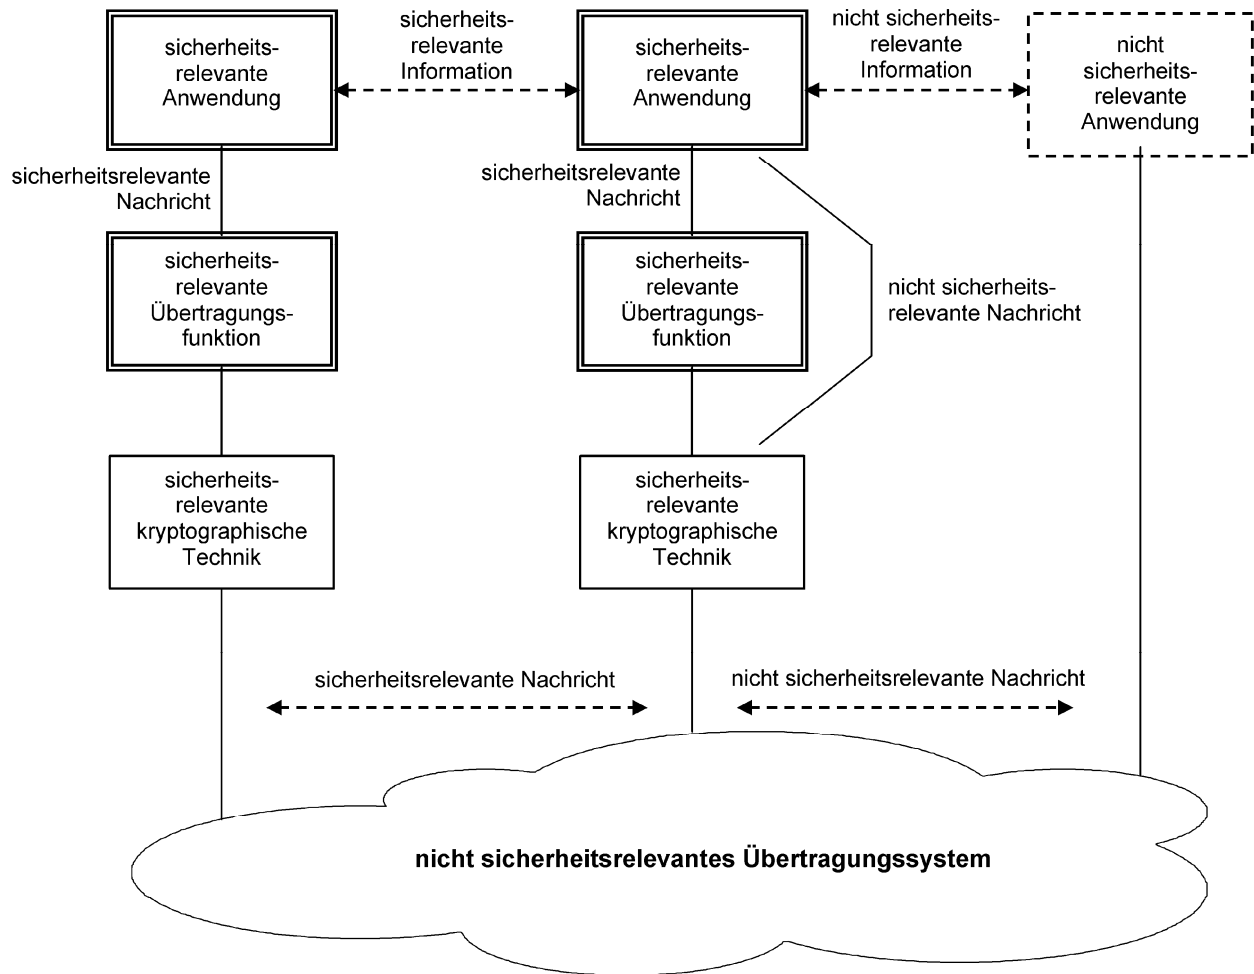 sicherheits-
relevante
Anwendung
sicherheits-
relevante
Information
sicherheits-
relevante
Anwendung
nicht sicherheits-
relevante
Information
nicht
sicherheits-
relevante
Anwendung
sicherheitsrelevante
Nachricht
sicherheitsrelevante
Nachricht
sicherheits-
relevante
Übertragungs-
funktion
sicherheits-
relevante
Übertragungs-
funktion
nicht sicherheits-
relevante Nachricht
sicherheits-
relevante
kryptographische
Technik
sicherheits-
relevante
kryptographische
Technik
sicherheitsrelevante Nachricht
nicht sicherheitsrelevante Nachricht
nicht sicherheitsrelevantes Übertragungssystem